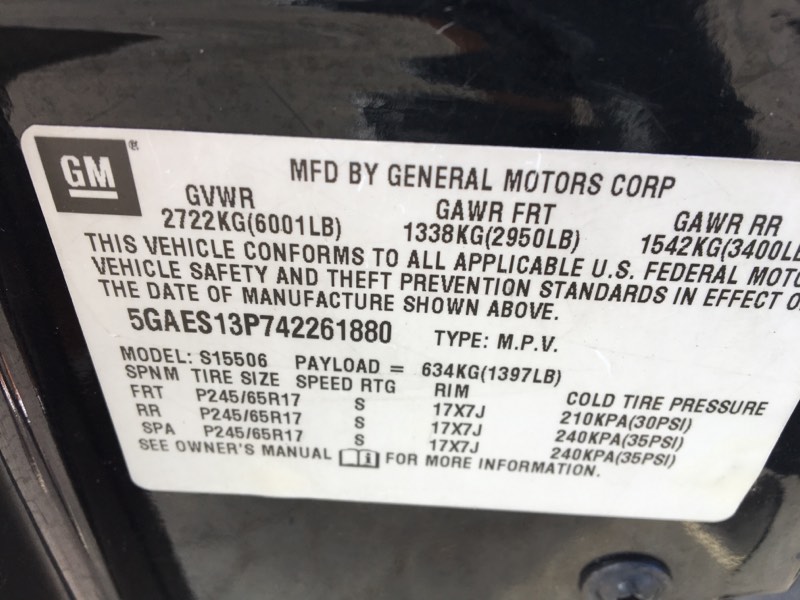 GM®
MFD BY GENERAL MOTORS CORP
GVWR GAWR FRT GAWR RR
2722KG(6001LB) 1338KG(2950LB) 1542KG(3400LB
THIS VEHICLE CONFORMS TO ALL APPLICABLE U.S. FEDERAL MOTO
VEHICLE SAFETY AND THEFT PREVENTION STANDARDS IN EFFECT O
THE DATE OF MANUFACTURE SHOWN ABOVE.
5GAES13P742261880 TYPE: M.P.V.
MODEL: S15506 PAYLOAD = 634KG(1397LB)
SPNM TIRE SIZE SPEED RTG RIM COLD TIRE PRESSURE
FRT P245/65R17 S 17X7J 210KPA(30PSI)
RR P245/65R17 S 17X7J 240KPA(35PSI)
SPA P245/65R17 S 17X7J 240KPA(35PSI)
SEE OWNER'S MANUAL FOR MORE INFORMATION.